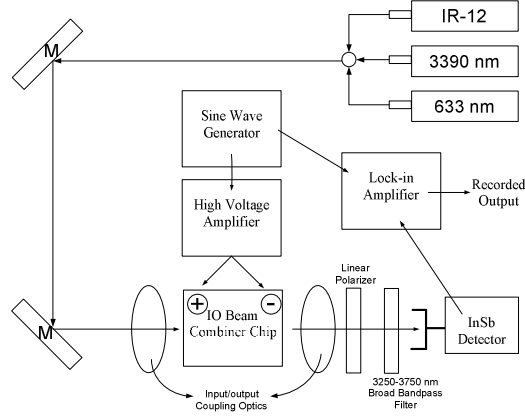 IR-12
M
3390 nm
633 nm
Sine Wave
Generator
Lock-in
Amplifier
Recorded
Output
High Voltage
Amplifier
Linear
Polarizer
+
-
IO Beam
Combiner Chip
M
InSb
Detector
Input/output
Coupling Optics
3250-3750 nm
Broad Bandpass
Filter